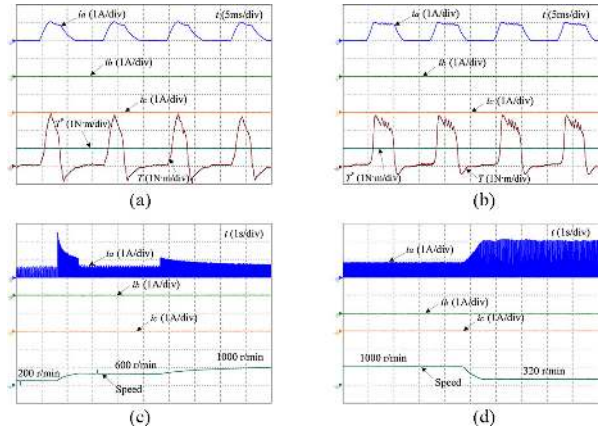 ia (1A/div)
t (5ms/div)
ib (1A/div)
ic (1A/div)
T* (1N·m/div)
T (1N·m/div)
(a)
ia (1A/div)
t (5ms/div)
ib (1A/div)
ic (1A/div)
T* (1N·m/div)
T (1N·m/div)
(b)
t (1s/div)
ia (1A/div)
ib (1A/div)
ic (1A/div)
200 r/min
600 r/min
1000 r/min
Speed
(c)
t (1s/div)
ia (1A/div)
ib (1A/div)
ic (1A/div)
1000 r/min
320 r/min
Speed
(d)